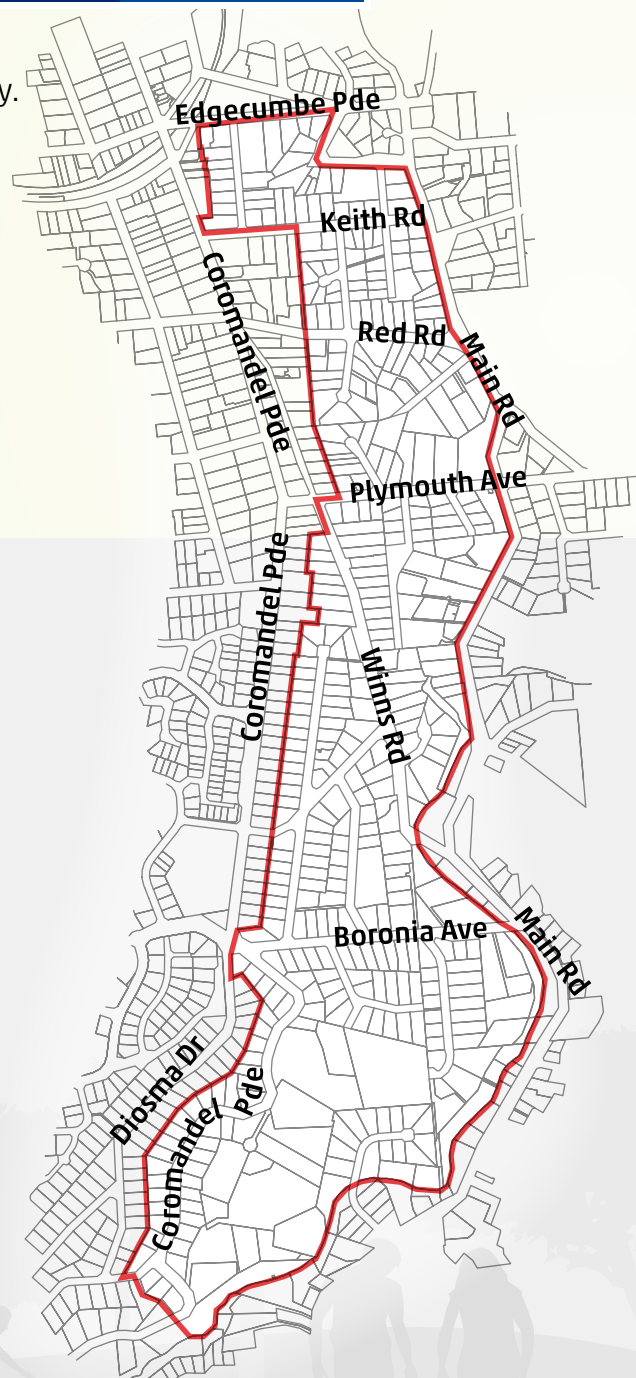 y.
Edgecumbe Pde
Keith Rd
Coromandel Pde
Red Rd
Main Rd
Plymouth Ave
Coromandel Pde
Winns Rd
Boronia Ave
Main Rd
Diosma Dr
Coromandel
Pde